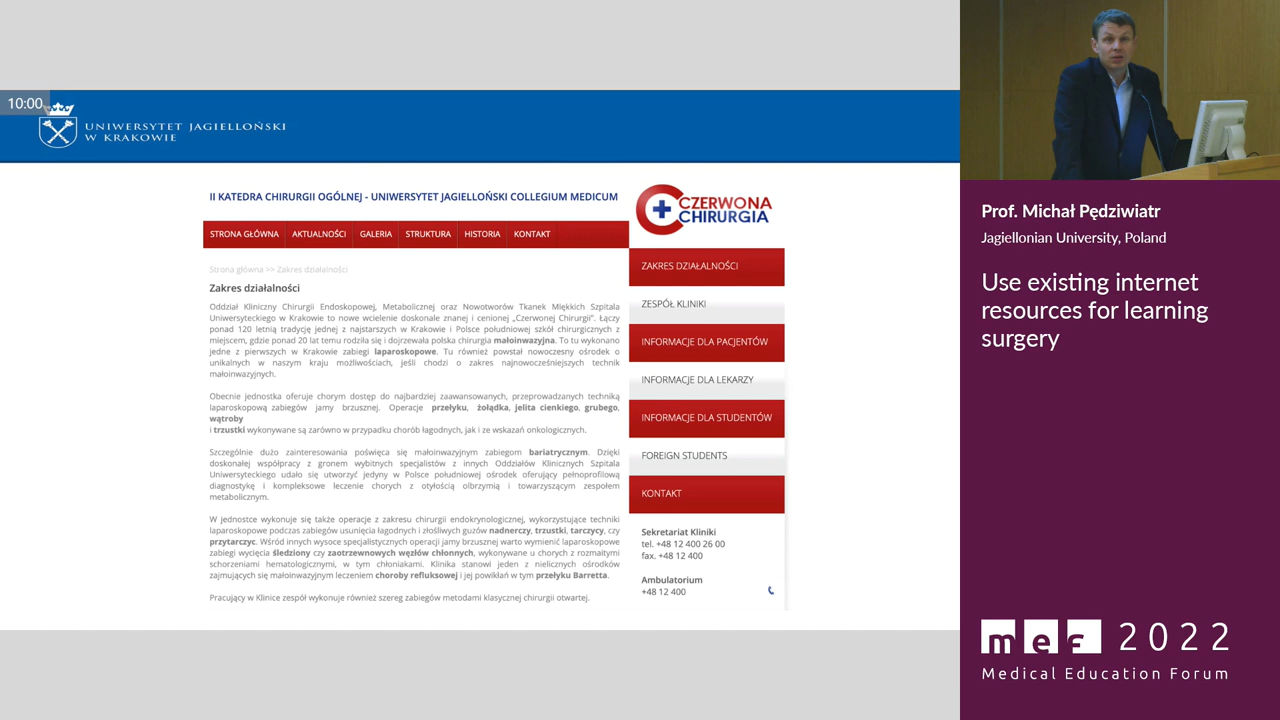 10:00
UNIWERSYTET JAGIELLOŃSKI
W KRAKOWIE
II KATEDRA CHIRURGII OGÓLNEJ - UNIWERSYTET JAGIELLOŃSKI COLLEGIUM MEDICUM
CZERWONA
CHIRURGIA
STRONA GŁÓWNA AKTUALNOŚCI GALERIA STRUKTURA HISTORIA KONTAKT
Strona główna >> Zakres działalności
Zakres działalności
Oddział Kliniczny Chirurgii Endoskopowej, Metabolicznej oraz Nowotworów Tkanek Miękkich Szpitala
Uniwersyteckiego w Krakowie to nowe wcielenie doskonale znanej i cenionej „Czerwonej Chirurgii”. Łączy
ponad 120 letnią tradycję jednej z najstarszych w Krakowie i Polsce południowej szkół chirurgicznych z
miejscem, gdzie ponad 20 lat temu rodziła się i dojrzewała polska chirurgia małoinwazyjna. To tu wykonano
jedne z pierwszych w Krakowie zabiegi laparoskopowe. Tu również powstał nowoczesny ośrodek o
unikalnych w naszym kraju możliwościach, jeśli chodzi o zakres najnowocześniejszych technik
małoinwazyjnych.
Obecnie jednostka oferuje chorym dostęp do najbardziej zaawansowanych, przeprowadzanych techniką
laparoskopową zabiegów jamy brzusznej. Operacje przełyku, żołądka, jelita cienkiego, grubego,
wątroby
i trzustki wykonywane są zarówno w przypadku chorób łagodnych, jak i ze wskazań onkologicznych.
Szczególnie dużo zainteresowania poświęca się małoinwazyjnym zabiegom bariatrycznym. Dzięki
doskonałej współpracy z gronem wybitnych specjalistów z innych Oddziałów Klinicznych Szpitala
Uniwersyteckiego udało się utworzyć jedyny w Polsce południowej ośrodek oferujący pełnoprofilową
diagnostykę i kompleksowe leczenie chorych z otyłością olbrzymią i towarzyszącym zespołem
metabolicznym.
W jednostce wykonuje się także operacje z zakresu chirurgii endokrynologicznej, wykorzystujące techniki
laparoskopowe podczas zabiegów usunięcia łagodnych i złośliwych guzów nadnerczy, trzustki, tarczycy, czy
przytarczyc. Wśród innych wysoce specjalistycznych operacji jamy brzusznej warto wymienić laparoskopowe
zabiegi wycięcia śledziony czy zaotrzewnowych węzłów chłonnych, wykonywane u chorych z rozmaitymi
schorzeniami hematologicznymi, w tym chłoniakami. Klinika stanowi jeden z nielicznych ośrodków
zajmujących się małoinwazyjnym leczeniem choroby refluksowej i jej powikłań w tym przełyku Barretta.
Pracujący w Klinice zespół wykonuje również szereg zabiegów metodami klasycznej chirurgii otwartej.
ZAKRES DZIAŁALNOŚCI
ZESPÓŁ KLINIKI
INFORMACJE DLA PACJENTÓW
INFORMACJE DLA LEKARZY
INFORMACJE DLA STUDENTÓW
FOREIGN STUDENTS
KONTAKT
Sekretariat Kliniki
tel. +48 12 400 26 00
fax. +48 12 400
Ambulatorium
+48 12 400
Prof. Michał Pędziwiatr
Jagiellonian University, Poland
Use existing internet
resources for learning
surgery
mef 2022
Medical Education Forum